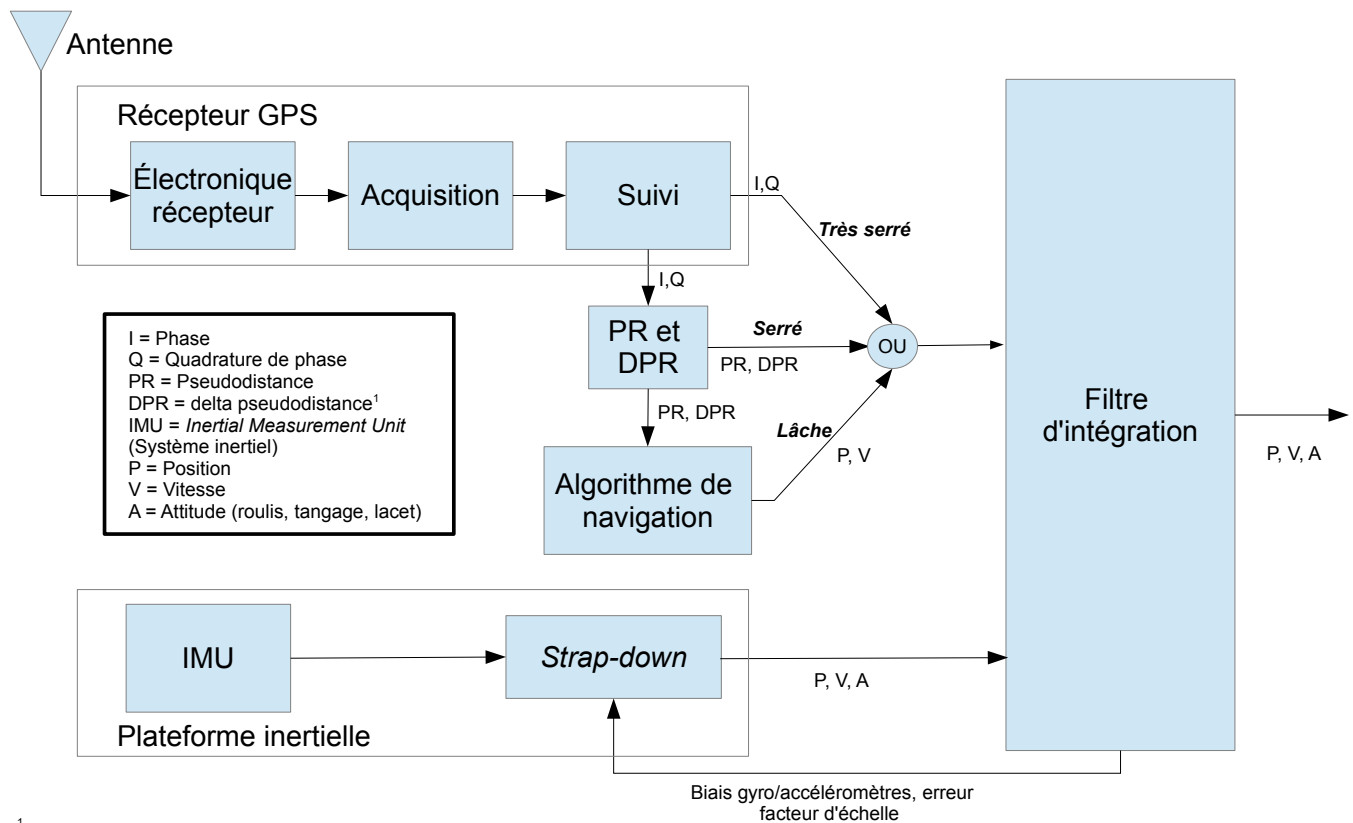 Antenne
Récepteur GPS
Électronique
récepteur
Acquisition
Suivi
I,Q
Très serré
I,Q
PR et
DPR
Serré
PR, DPR
OU
PR, DPR
Lâche
P, V
Algorithme de
navigation
Filtre
d'intégration
P, V, A
I = Phase
Q = Quadrature de phase
PR = Pseudodistance
DPR = delta pseudodistance¹
IMU = Inertial Measurement Unit
(Système inertiel)
P = Position
V = Vitesse
A = Attitude (roulis, tangage, lacet)
IMU
Strap-down
P, V, A
Plateforme inertielle
Biais gyro/accéléromètres, erreur
facteur d'échelle
1